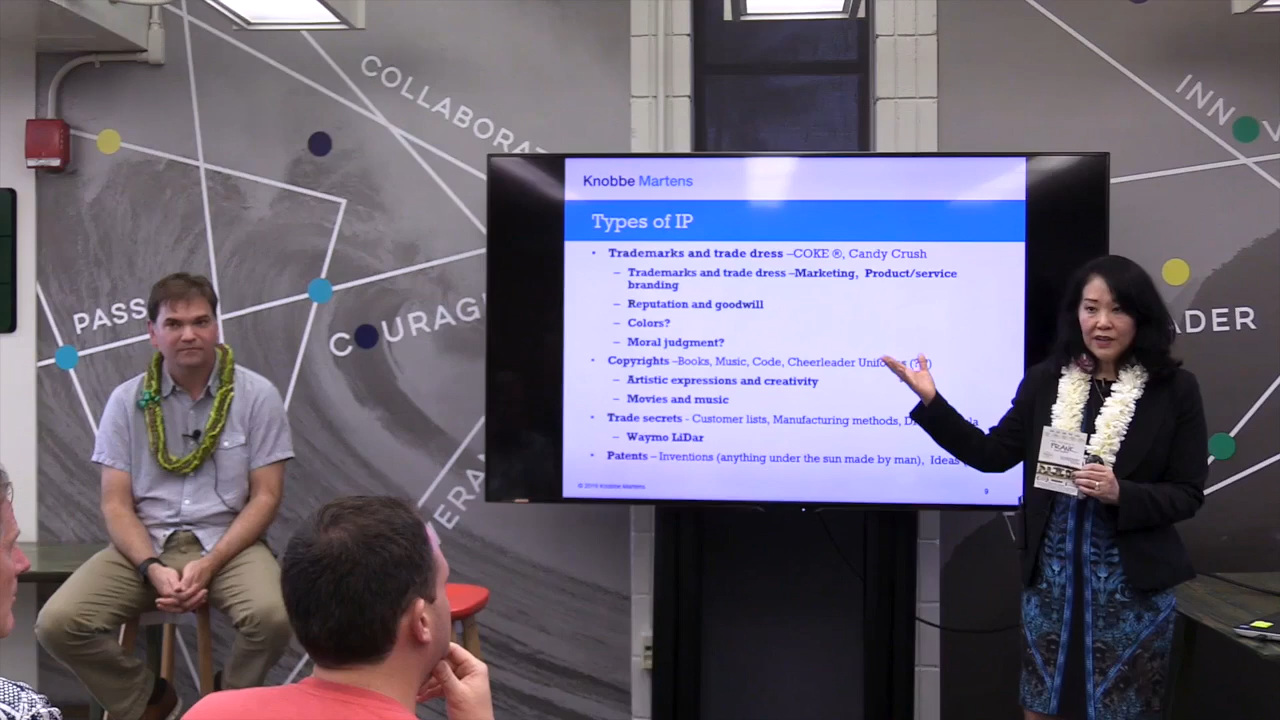 COLLABORAT
INNOV
PASS
COURAG
ADER
ERAN
Knobbe Martens
Types of IP
• Trademarks and trade dress –COKE ®, Candy Crush
– Trademarks and trade dress –Marketing, Product/service
branding
– Reputation and goodwill
– Colors?
– Moral judgment?
• Copyrights –Books, Music, Code, Cheerleader
– Artistic expressions and creativity
– Movies and music
• Trade secrets - Customer lists, Manufacturing methods,
– Waymo LiDar
• Patents – Inventions (anything under the sun made by man), Ideas
9